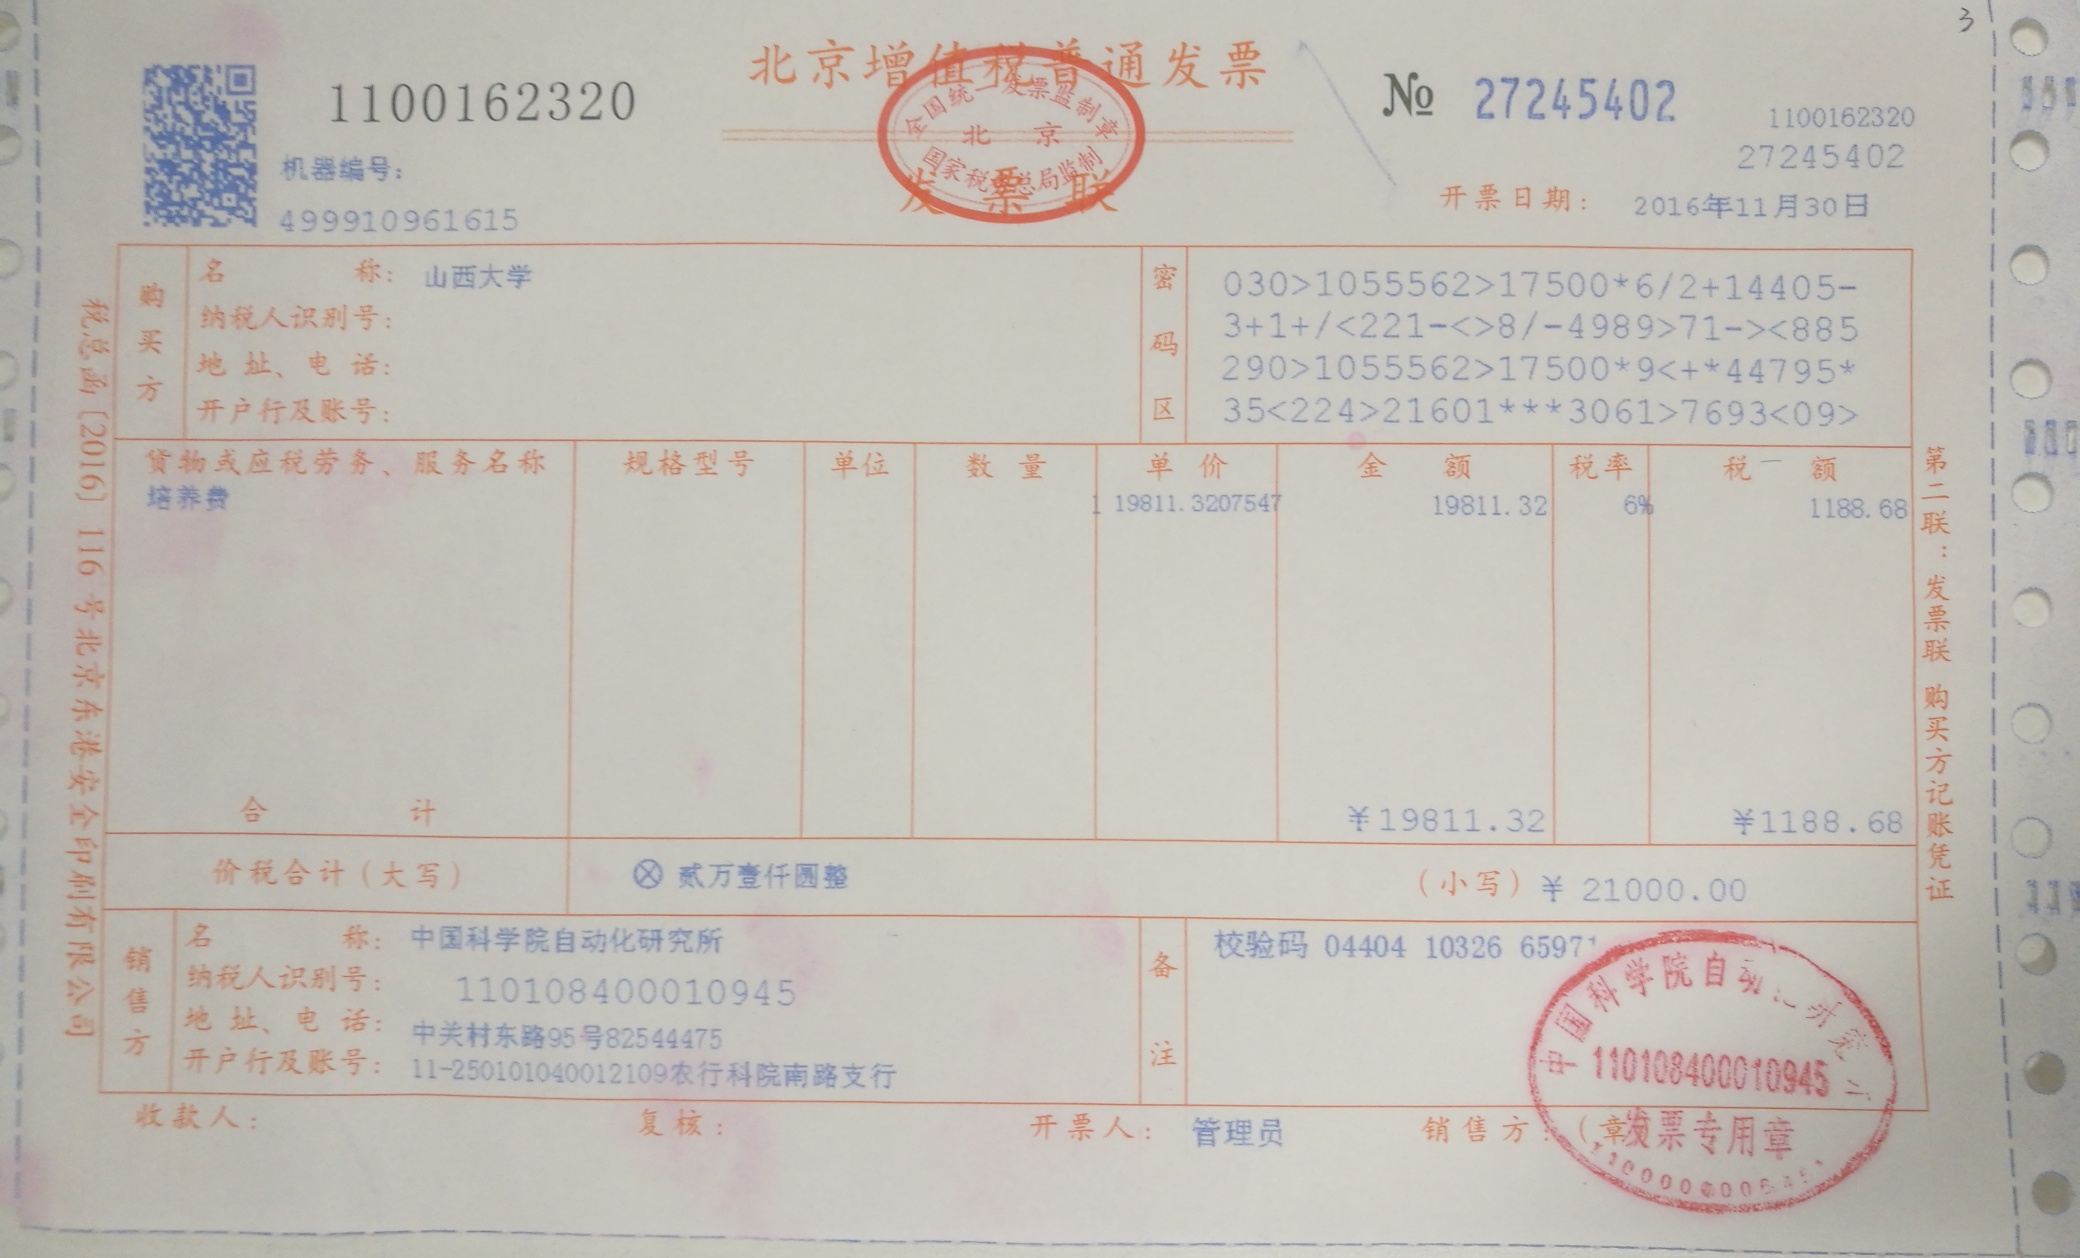 3
北京增值税普通发票
1100162320
№ 27245402
1100162320
27245402
全国统一发票监制章
北 京
国家税务总局监制
发票联
机器编号：
499910961615
开票日期： 2016年11月30日
购买方
名 称： 山西大学
纳税人识别号：
地 址、电 话：
开户行及账号：
密码区
030>1055562>17500*6/2+14405-
3+1+/<221-<>8/-4989>71-><885
290>1055562>17500*9<+*44795*
35<224>21601***3061>7693<09>
货物或应税劳务、服务名称 规格型号 单位 数 量 单 价 金 额 税率 税 额
培养费 1 19811.3207547 19811.32 6% 1188.68
合 计 ￥19811.32 ￥1188.68
价税合计（大写） ⊗ 贰万壹仟圆整 （小写）￥ 21000.00
销售方
名 称： 中国科学院自动化研究所
纳税人识别号： 110108400010945
地 址、电 话： 中关村东路95号82544475
开户行及账号： 11-250101040012109农行科院南路支行
备注
校验码 04404 10326 6597
收款人： 复核： 开票人： 管理员 销售方：（章）
中国科学院自动 研究
110108400010945
发票专用章
税总函［2016］116号北京东港安全印刷有限公司
第二联：发票联 购买方记账凭证